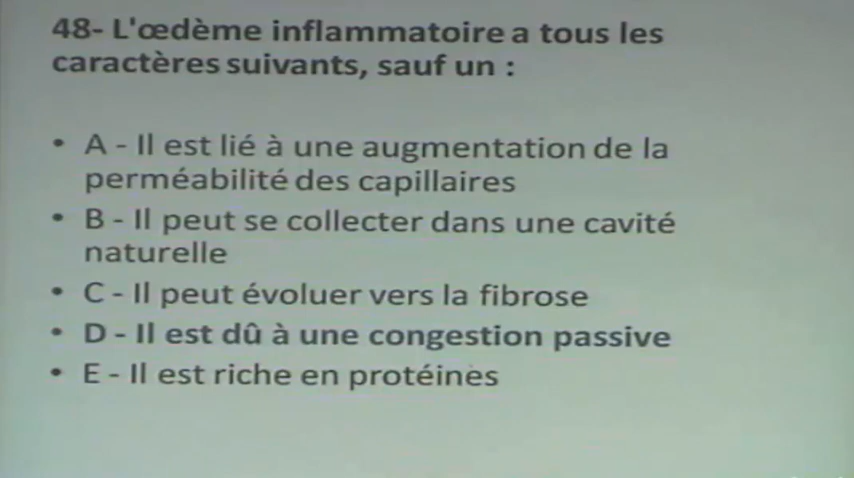 48- L'œdème inflammatoire a tous les
caractères suivants, sauf un :
• A - Il est lié à une augmentation de la
perméabilité des capillaires
• B - Il peut se collecter dans une cavité
naturelle
• C - Il peut évoluer vers la fibrose
• D - Il est dû à une congestion passive
• E - Il est riche en protéines